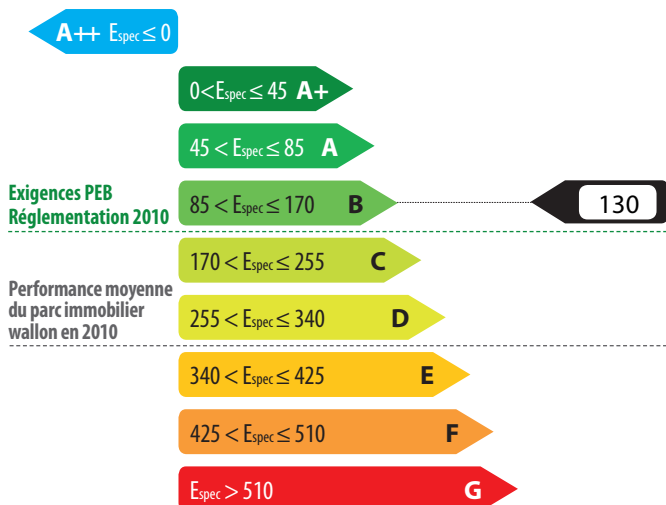 A++ Espec ≤ 0
0<Espec ≤ 45 A+
45 < Espec ≤ 85 A
Exigences PEB
Réglementation 2010
85 < Espec ≤ 170 B
130
170 < Espec ≤ 255 C
Performance moyenne
du parc immobilier
wallon en 2010
255 < Espec ≤ 340 D
340 < Espec ≤ 425 E
425 < Espec ≤ 510 F
Espec > 510 G